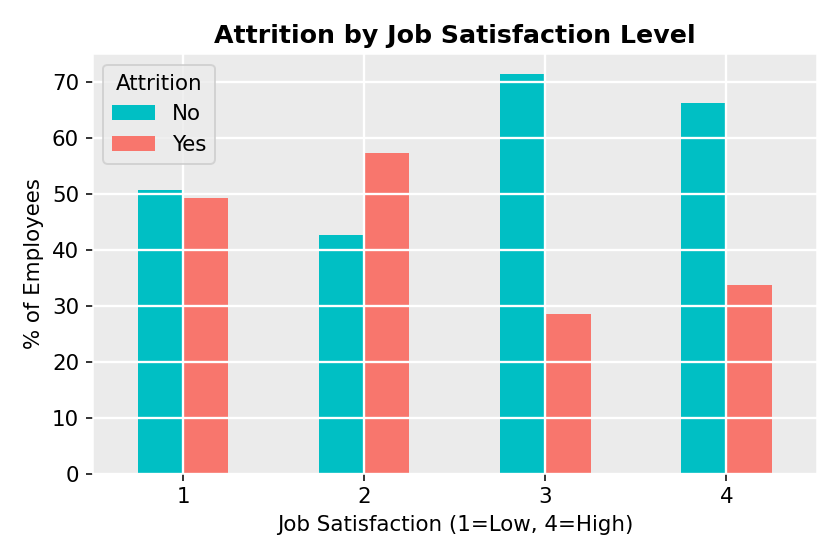 Attrition by Job Satisfaction Level
Attrition
No
Yes
% of Employees
70
60
50
40
30
20
10
0
1 2 3 4
Job Satisfaction (1=Low, 4=High)